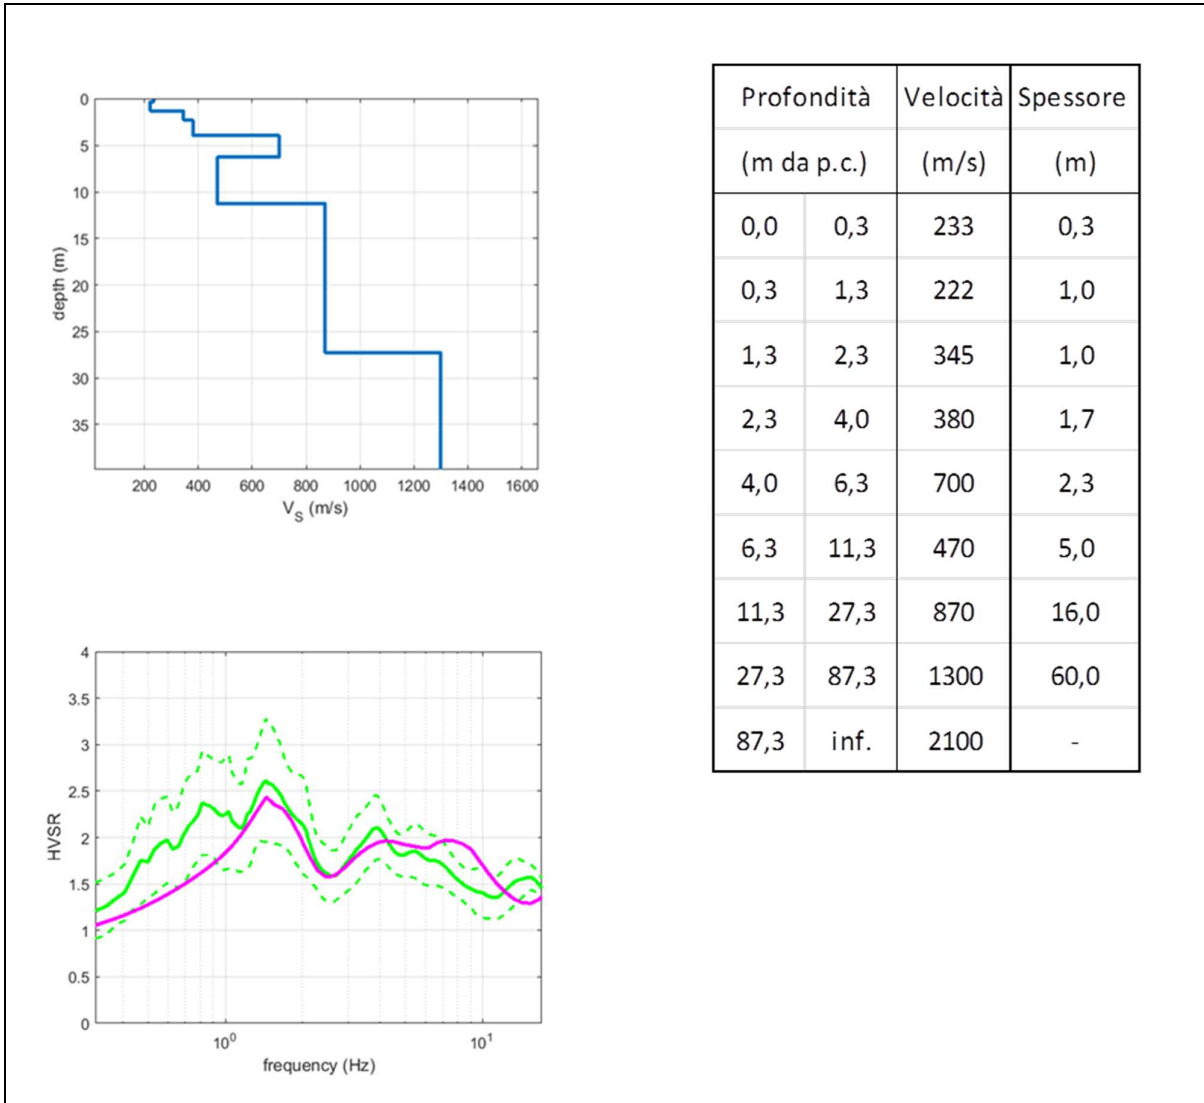 0
5
10
15
20
25
30
35
depth (m)
200 400 600 800 1000 1200 1400 1600
V_S (m/s)
4
3.5
3
2.5
2
1.5
1
0.5
0
HVSR
10^0 10^1
frequency (Hz)
Profondità Velocità Spessore
(m da p.c.) (m/s) (m)
0,0 0,3 233 0,3
0,3 1,3 222 1,0
1,3 2,3 345 1,0
2,3 4,0 380 1,7
4,0 6,3 700 2,3
6,3 11,3 470 5,0
11,3 27,3 870 16,0
27,3 87,3 1300 60,0
87,3 inf. 2100 -